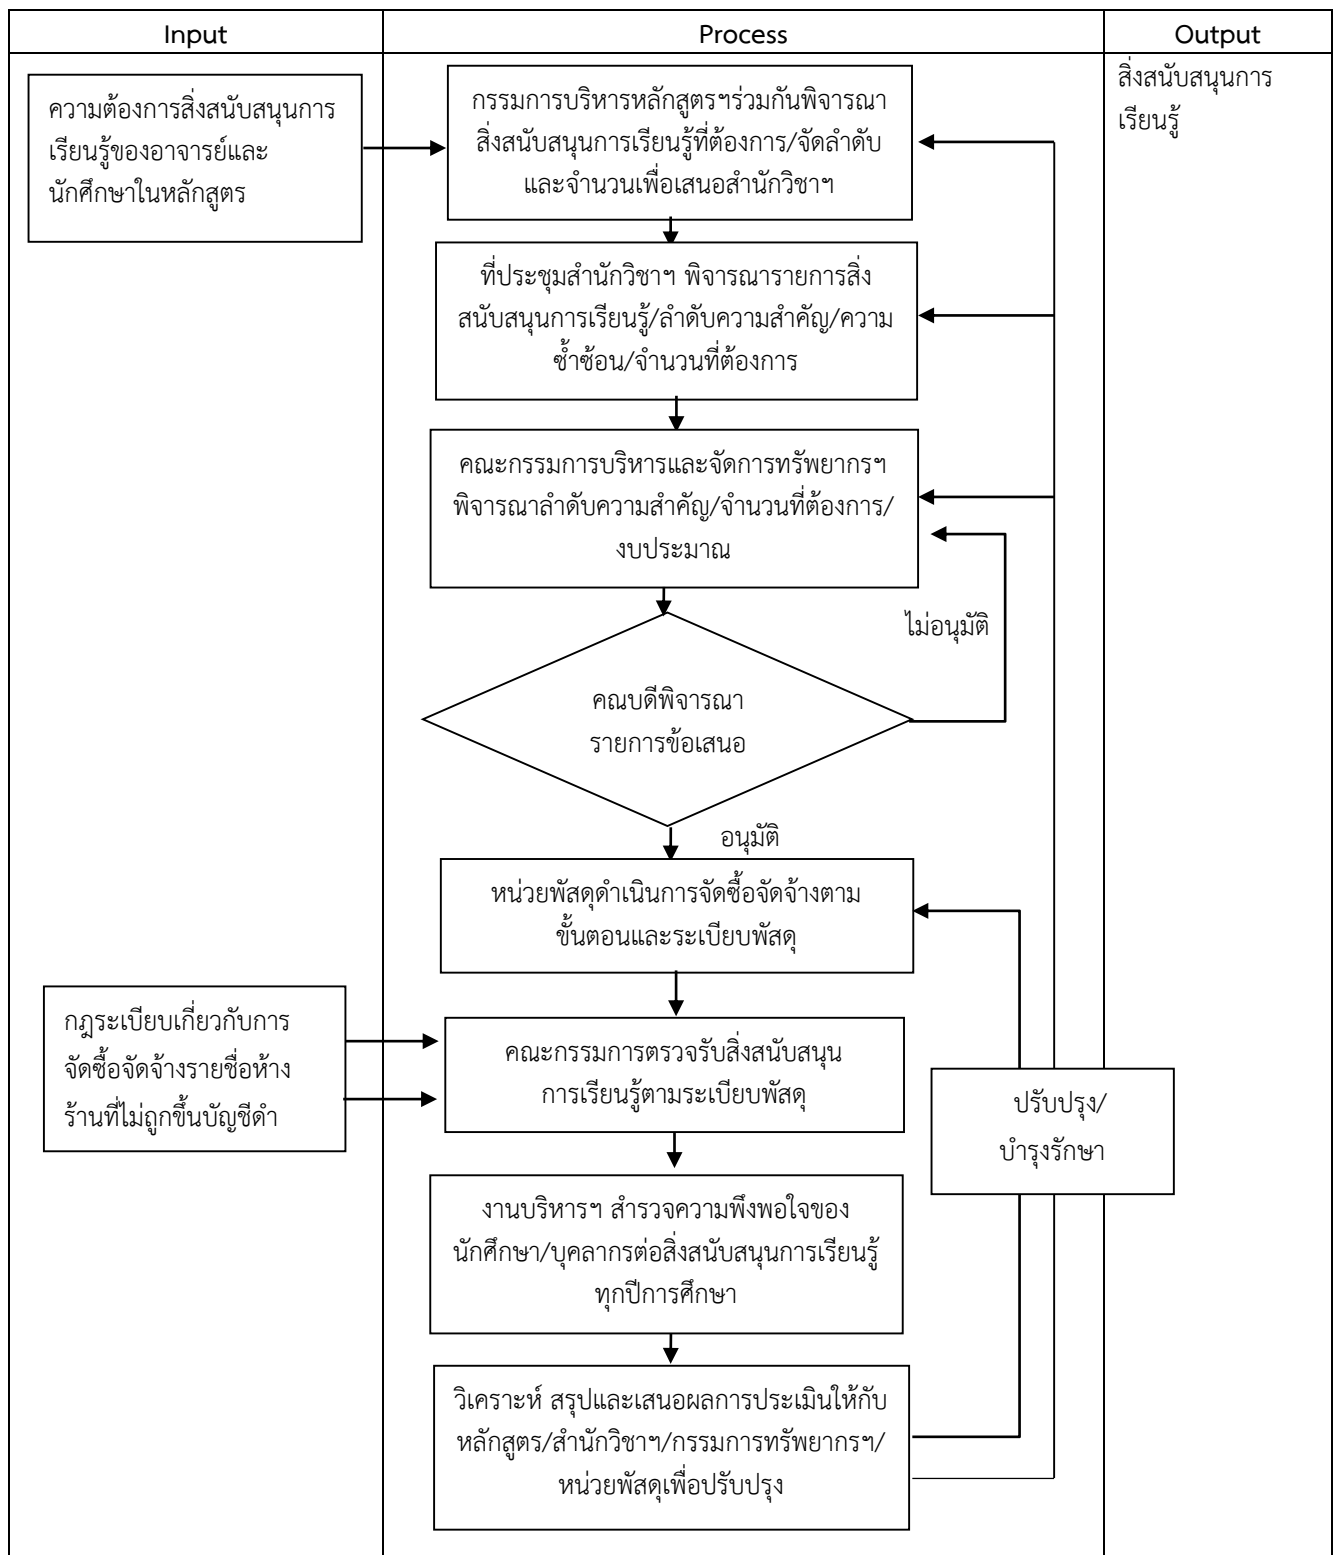 Input
Process
Output
ความต้องการสิ่งสนับสนุนการ
เรียนรู้ของอาจารย์และ
นักศึกษาในหลักสูตร
กรรมการบริหารหลักสูตรฯร่วมกันพิจารณา
สิ่งสนับสนุนการเรียนรู้ที่ต้องการ/จัดลำดับ
และจำนวนเพื่อเสนอสำนักวิชาฯ
สิ่งสนับสนุนการ
เรียนรู้
ที่ประชุมสำนักวิชาฯ พิจารณารายการสิ่ง
สนับสนุนการเรียนรู้/ลำดับความสำคัญ/ความ
ซ้ำซ้อน/จำนวนที่ต้องการ
คณะกรรมการบริหารและจัดการทรัพยากรฯ
พิจารณาลำดับความสำคัญ/จำนวนที่ต้องการ/
งบประมาณ
ไม่อนุมัติ
คณบดีพิจารณา
รายการข้อเสนอ
อนุมัติ
หน่วยพัสดุดำเนินการจัดซื้อจัดจ้างตาม
ขั้นตอนและระเบียบพัสดุ
กฎระเบียบเกี่ยวกับการ
จัดซื้อจัดจ้างรายชื่อห้าง
ร้านที่ไม่ถูกขึ้นบัญชีดำ
คณะกรรมการตรวจรับสิ่งสนับสนุน
การเรียนรู้ตามระเบียบพัสดุ
ปรับปรุง/
บำรุงรักษา
งานบริหารฯ สำรวจความพึงพอใจของ
นักศึกษา/บุคลากรต่อสิ่งสนับสนุนการเรียนรู้
ทุกปีการศึกษา
วิเคราะห์ สรุปและเสนอผลการประเมินให้กับ
หลักสูตร/สำนักวิชาฯ/กรรมการทรัพยากรฯ/
หน่วยพัสดุเพื่อปรับปรุง